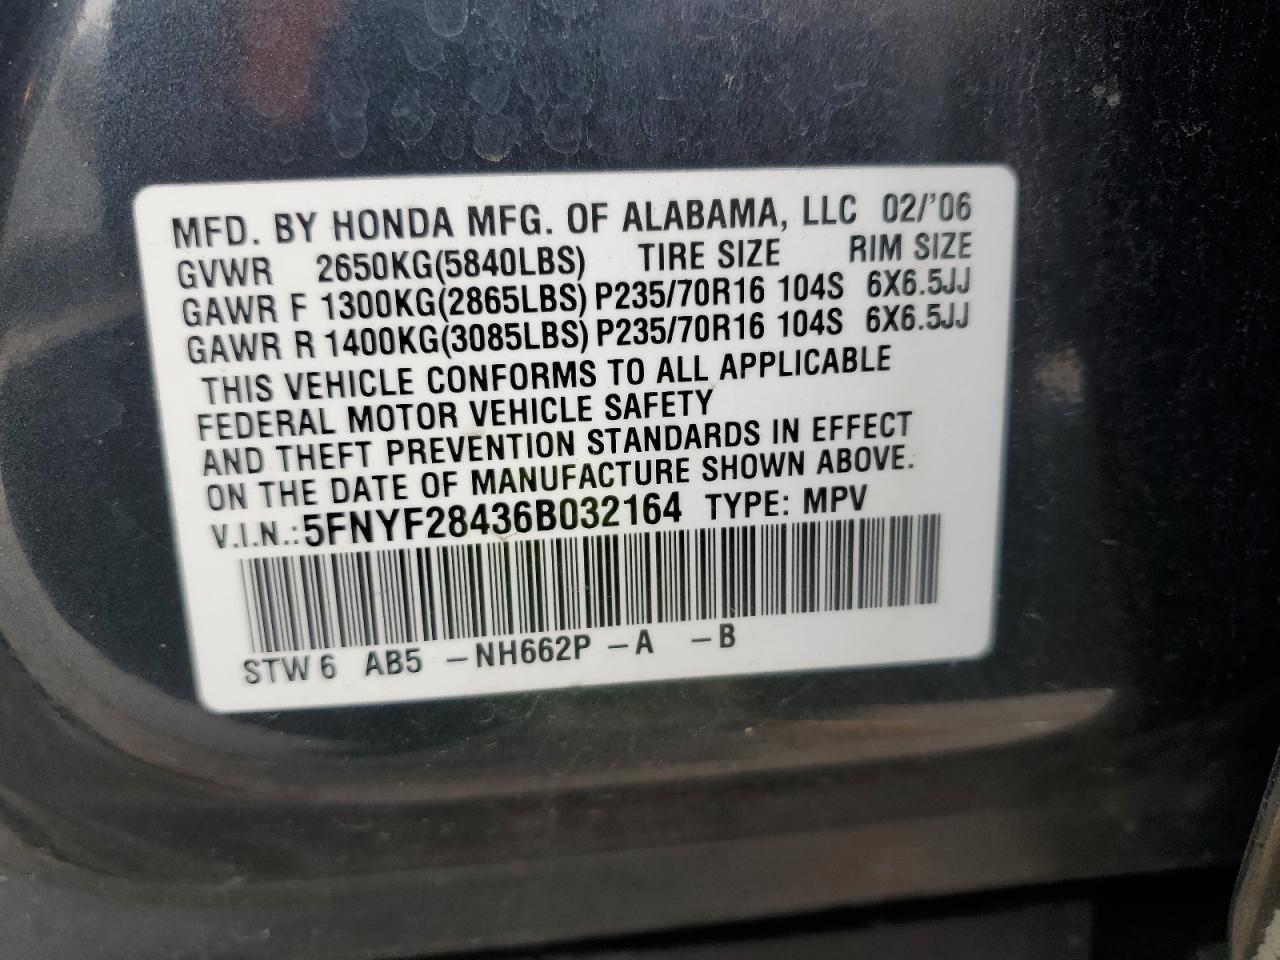 MFD. BY HONDA MFG. OF ALABAMA, LLC 02/'06
GVWR 2650KG(5840LBS) TIRE SIZE RIM SIZE
GAWR F 1300KG(2865LBS) P235/70R16 104S 6X6.5JJ
GAWR R 1400KG(3085LBS) P235/70R16 104S 6X6.5JJ
THIS VEHICLE CONFORMS TO ALL APPLICABLE
FEDERAL MOTOR VEHICLE SAFETY
AND THEFT PREVENTION STANDARDS IN EFFECT
ON THE DATE OF MANUFACTURE SHOWN ABOVE.
V.I.N.: 5FNYF28436B032164 TYPE: MPV
STW 6 AB5 –NH662P –A –B